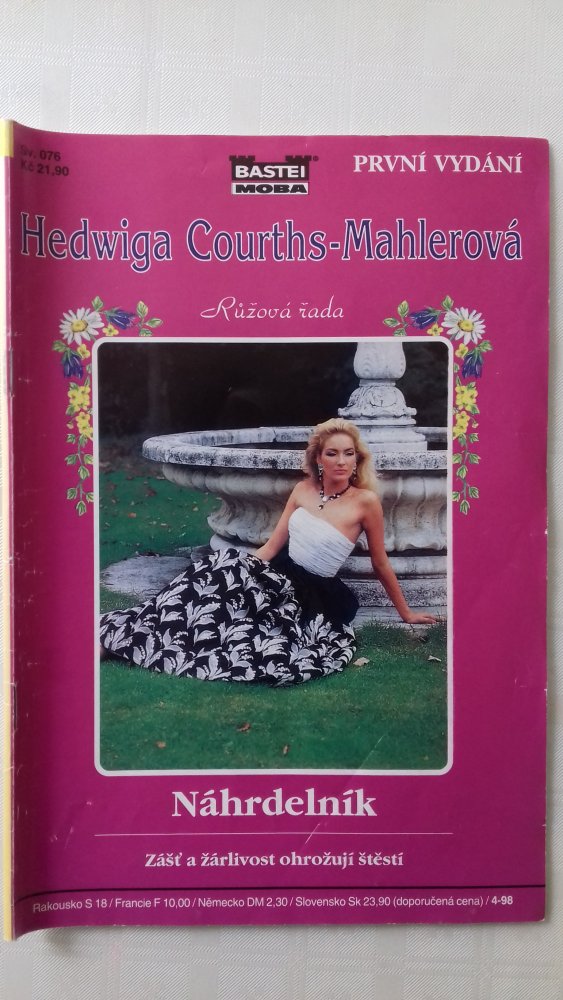 Sv. 076
Kč 21,90
BASTEI
MOBA
PRVNÍ VYDÁNÍ
Hedwiga Courths-Mahlerová
Růžová řada
Náhrdelník
Zášť a žárlivost ohrožují štěstí
Rakousko S 18 / Francie F 10,00 / Německo DM 2,30 / Slovensko Sk 23,90 (doporučená cena) / 4-98